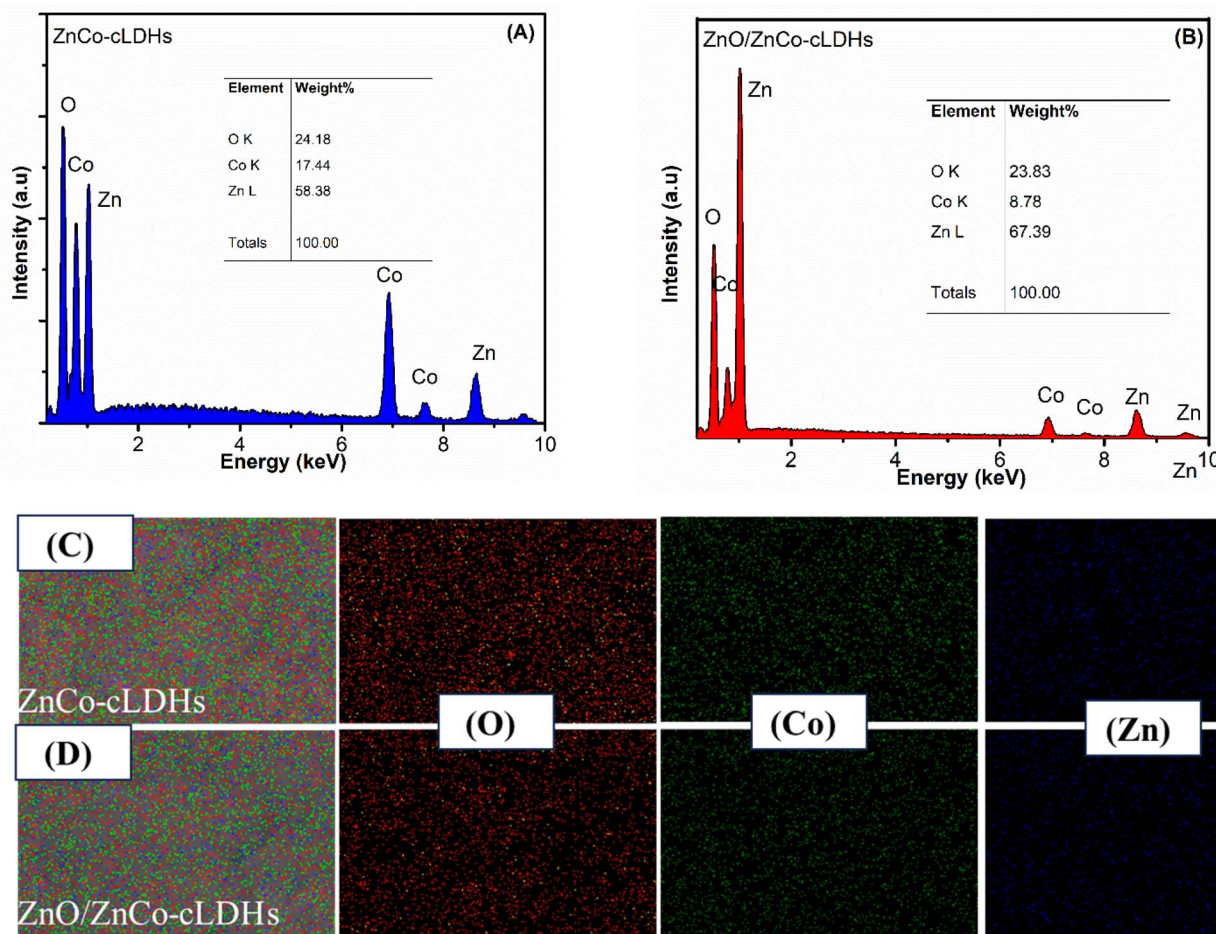 ZnCo-cLDHs
(A)
Element Weight%
O K 24.18
Co K 17.44
Zn L 58.38
Totals 100.00
O
Co
Zn
Co
Co
Zn
Intensity (a.u)
2 4 6 8 10
Energy (keV)
ZnO/ZnCo-cLDHs
(B)
Element Weight%
O K 23.83
Co K 8.78
Zn L 67.39
Totals 100.00
Zn
O
Co
Co
Co
Zn
Zn
Intensity (a.u)
2 4 6 8 10
Energy (keV)
Zn
(C)
ZnCo-cLDHs
(O)
(Co)
(Zn)
(D)
ZnO/ZnCo-cLDHs